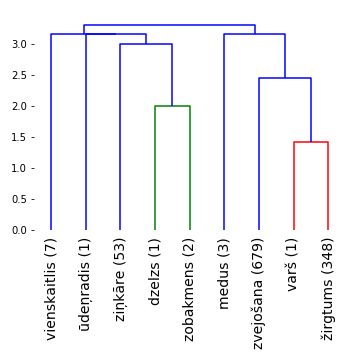 3.0
2.5
2.0
1.5
1.0
0.5
0.0
vienskaitlis (7)
ūdeņradis (1)
ziņkāre (53)
dzelzs (1)
zobakmens (2)
medus (3)
zvejošana (679)
varš (1)
žirgtums (348)